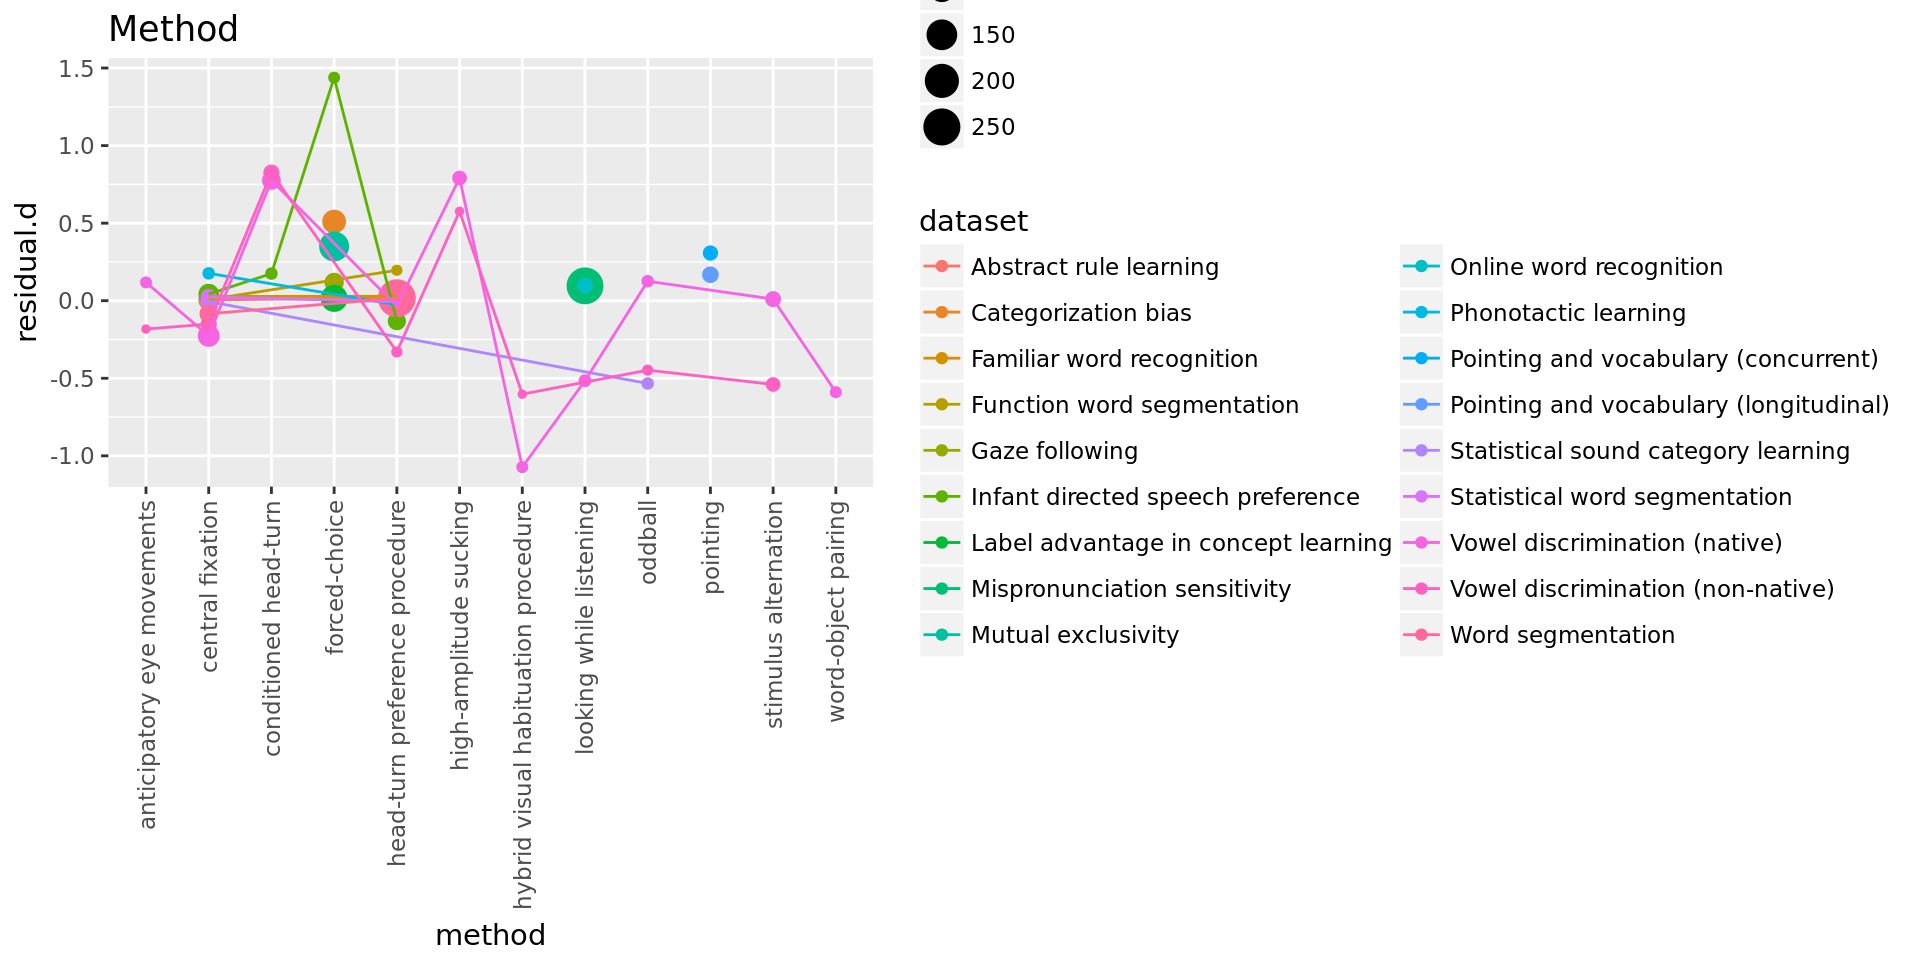 Method
1.5
1.0
0.5
0.0
-0.5
-1.0
residual.d
anticipatory eye movements
central fixation
conditioned head-turn
forced-choice
head-turn preference procedure
high-amplitude sucking
hybrid visual habituation procedure
looking while listening
oddball
pointing
stimulus alternation
word-object pairing
method
150
200
250
dataset
Abstract rule learning
Categorization bias
Familiar word recognition
Function word segmentation
Gaze following
Infant directed speech preference
Label advantage in concept learning
Mispronunciation sensitivity
Mutual exclusivity
Online word recognition
Phonotactic learning
Pointing and vocabulary (concurrent)
Pointing and vocabulary (longitudinal)
Statistical sound category learning
Statistical word segmentation
Vowel discrimination (native)
Vowel discrimination (non-native)
Word segmentation